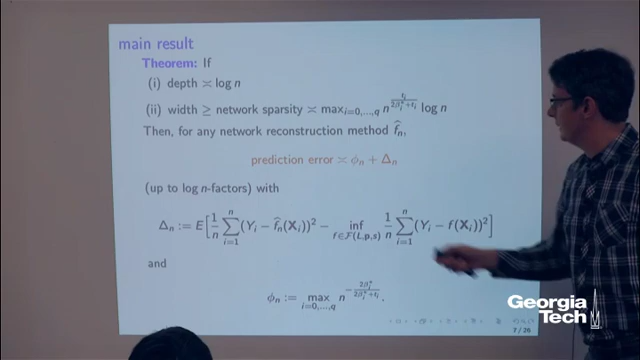 main result
Theorem: If
(i) depth ≍ log n
(ii) width ≥ network sparsity ≍ max_{i=0,...,q} n^{t_i/(2β_i^*+t_i)} log n
Then, for any network reconstruction method f̂_n,
prediction error ≍ φ_n + Δ_n
(up to log n-factors) with
Δ_n := E[1/n ∑_{i=1}^n (Y_i − f̂_n(X_i))² − inf_{f∈F(L,p,s)} 1/n ∑_{i=1}^n (Y_i − f(X_i))²]
and
φ_n := max_{i=0,...,q} n^{−2β_i^*/(2β_i^*+t_i)}.
7 / 26
Georgia
Tech